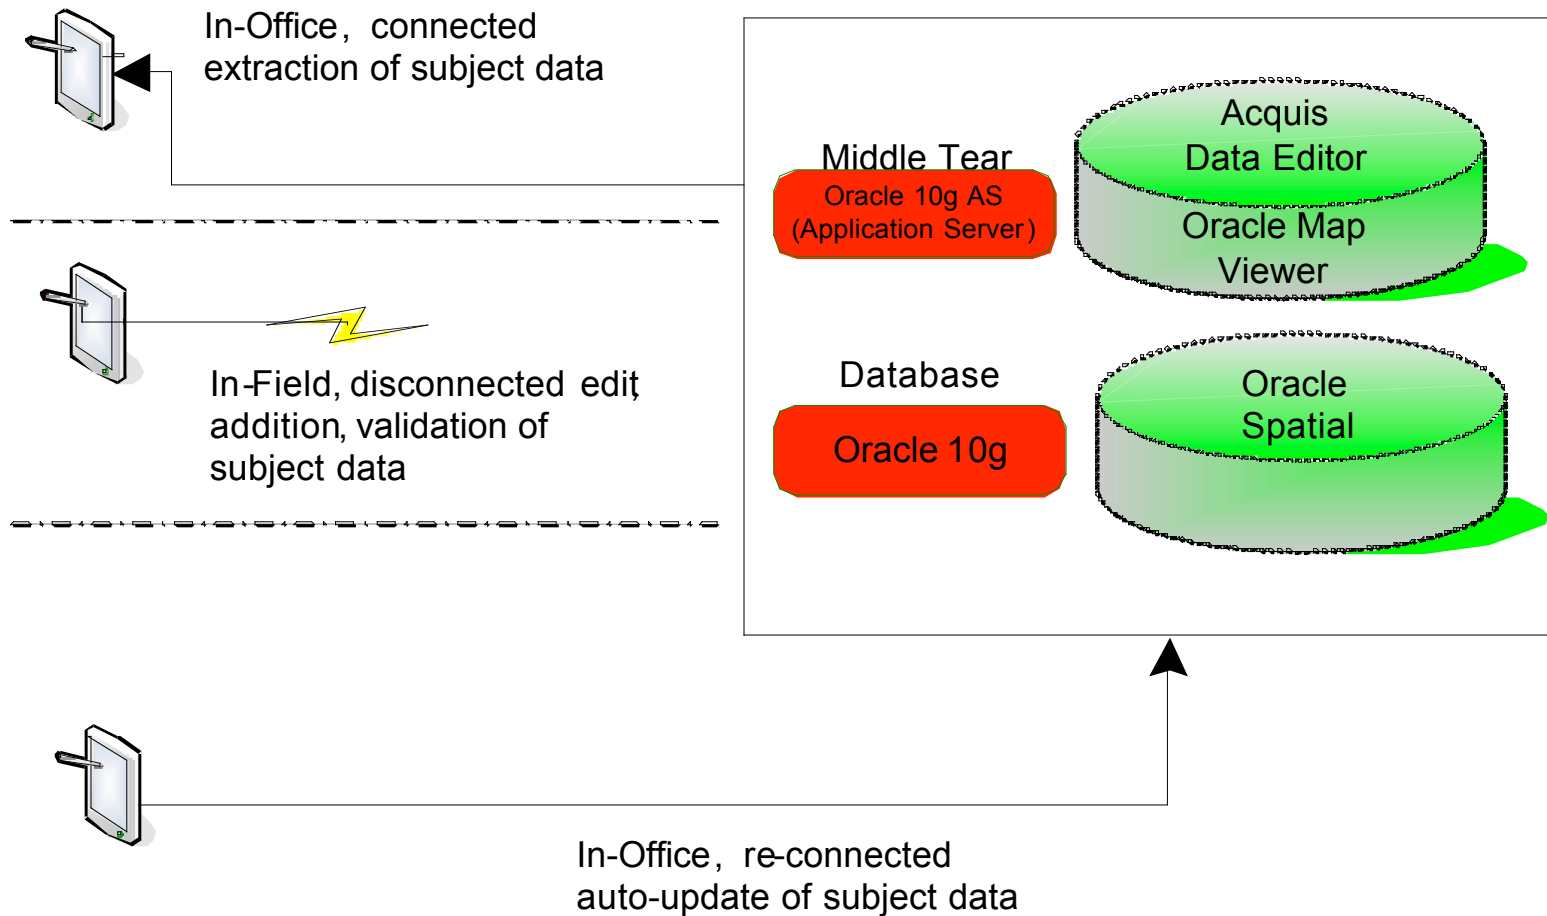 In-Office, connected
extraction of subject data
Acquis
Data Editor
Middle Tear
Oracle 10g AS
(Application Server)
Oracle Map
Viewer
In-Field, disconnected edit,
addition, validation of
subject data
Database
Oracle 10g
Oracle
Spatial
In-Office, re-connected
auto-update of subject data